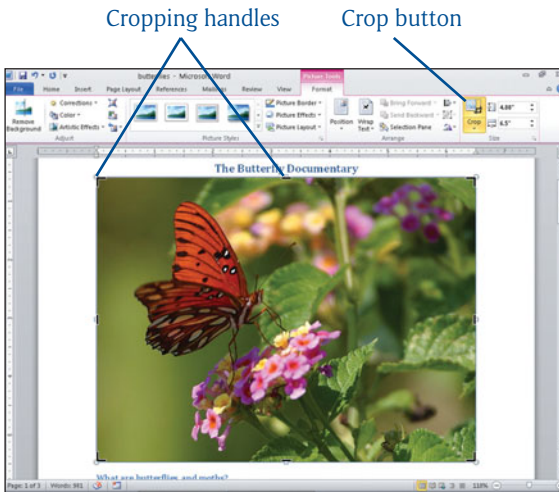 Cropping handles Crop button
butterflies - Microsoft Word Picture Tools
File Home Insert Page Layout References Mailings Review View Format
Remove Background
Corrections
Color
Artistic Effects
Adjust
Picture Styles
Picture Border
Picture Effects
Picture Layout
Position
Wrap Text
Bring Forward
Send Backward
Selection Pane
Arrange
Crop
4.88"
6.5"
Size
The Butterfly Documentary
What are butterflies and moths?
Page: 1 of 3 Words: 981 110%